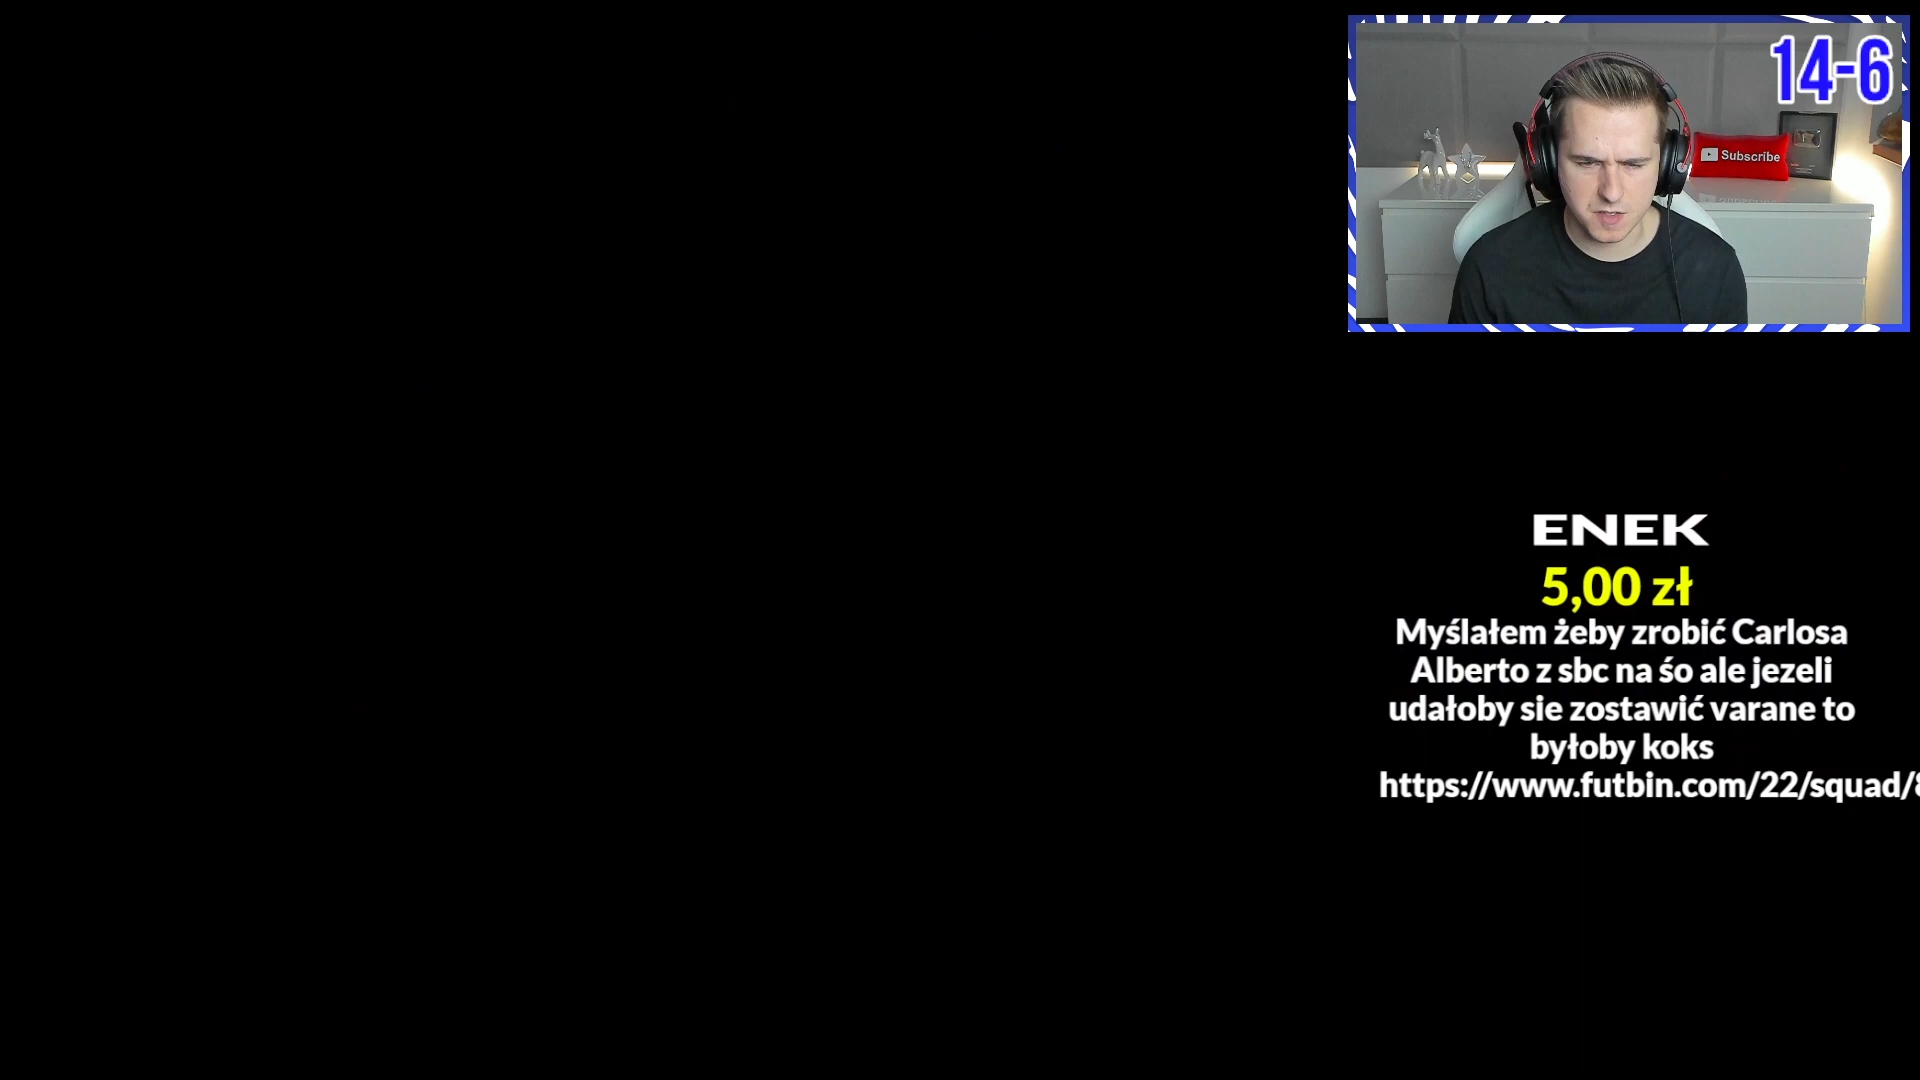 14-6
Subscribe
ENEK
5,00 zł
Myślałem żeby zrobić Carlosa
Alberto z sbc na śo ale jezeli
udałoby sie zostawić varane to
byłoby koks
https://www.futbin.com/22/squad/